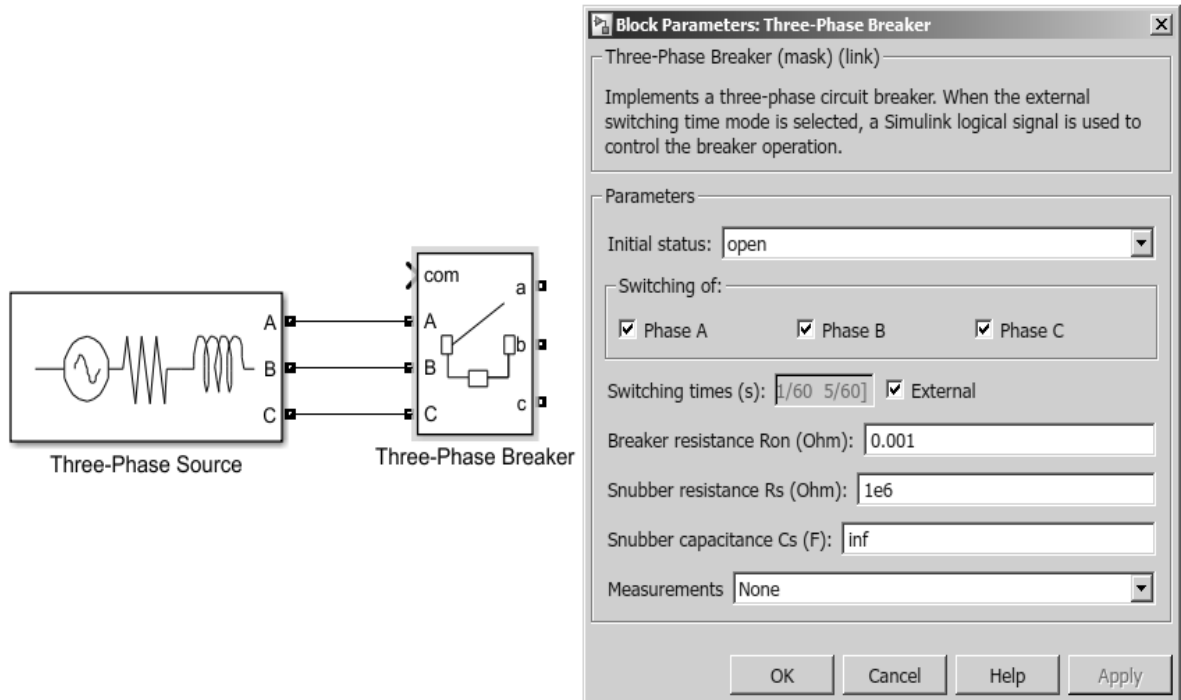 com
a
A
b
B
c
C
A
B
C
Three-Phase Source
Three-Phase Breaker
Block Parameters: Three-Phase Breaker
Three-Phase Breaker (mask) (link)
Implements a three-phase circuit breaker. When the external
switching time mode is selected, a Simulink logical signal is used to
control the breaker operation.
Parameters
Initial status: open
Switching of:
Phase A Phase B Phase C
Switching times (s): 1/60 5/60] External
Breaker resistance Ron (Ohm): 0.001
Snubber resistance Rs (Ohm): 1e6
Snubber capacitance Cs (F): inf
Measurements None
OK Cancel Help Apply